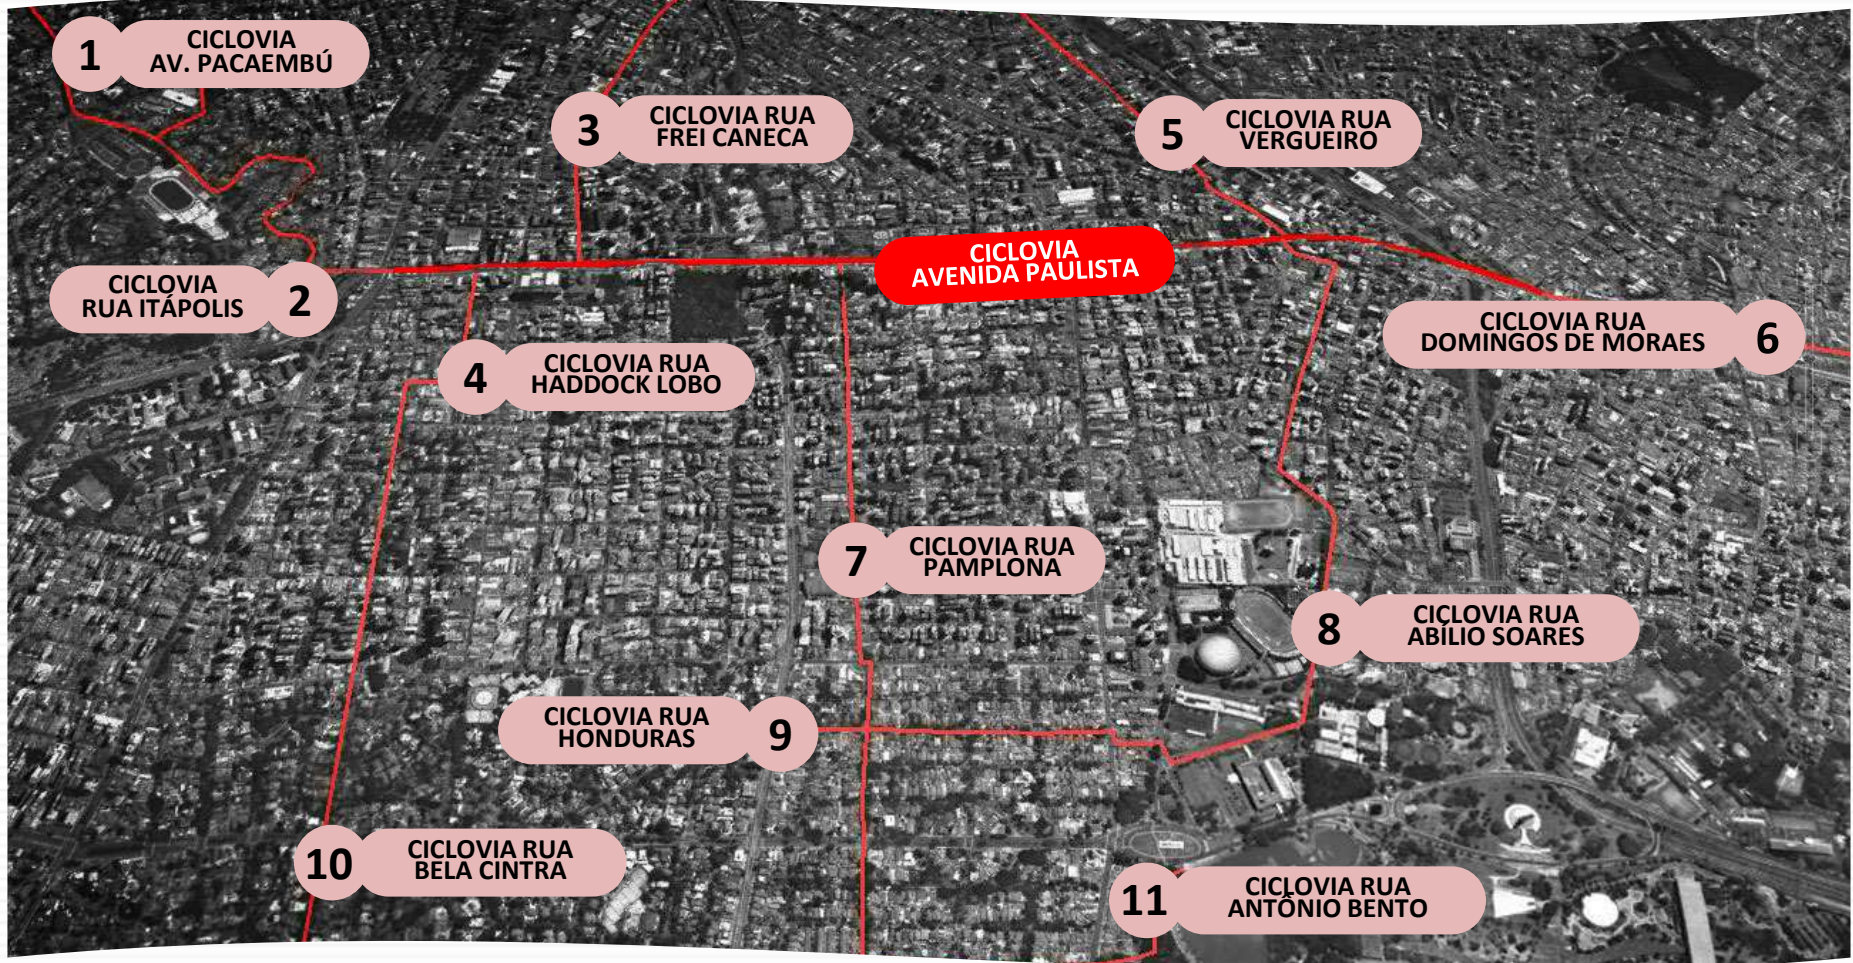 1
CICLOVIA
AV. PACAEMBÚ
3
CICLOVIA RUA
FREI CANECA
5
CICLOVIA RUA
VERGUEIRO
CICLOVIA
AVENIDA PAULISTA
CICLOVIA
RUA ITÁPOLIS
2
CICLOVIA RUA
DOMINGOS DE MORAES
6
4
CICLOVIA RUA
HADDOCK LOBO
7
CICLOVIA RUA
PAMPLONA
8
CICLOVIA RUA
ABÍLIO SOARES
CICLOVIA RUA
HONDURAS
9
10
CICLOVIA RUA
BELA CINTRA
11
CICLOVIA RUA
ANTÔNIO BENTO